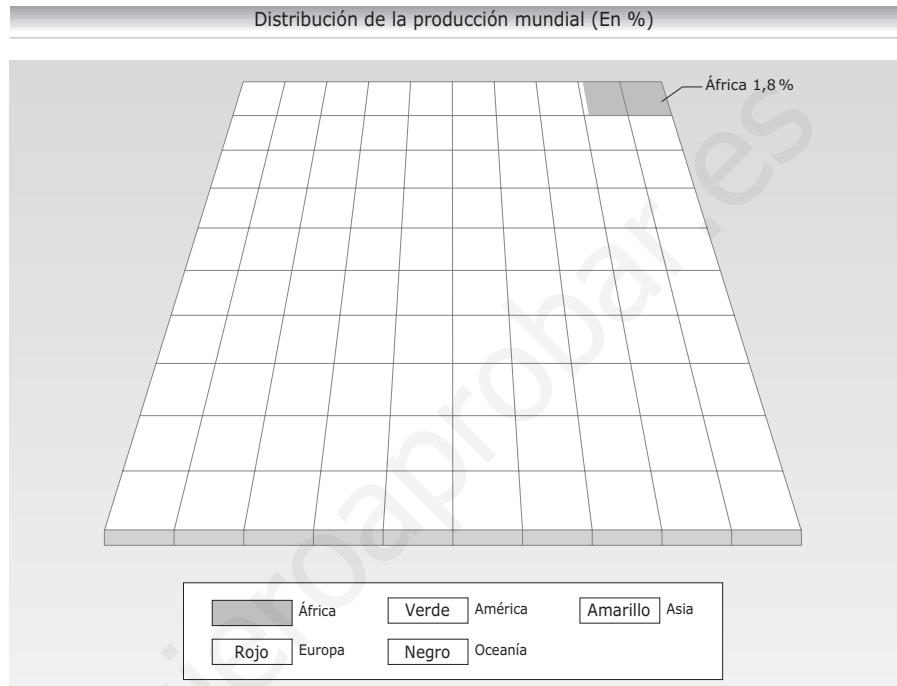 Distribución de la producción mundial (En %)
África 1,8 %
África
Verde América
Amarillo Asia
Rojo Europa
Negro Oceanía